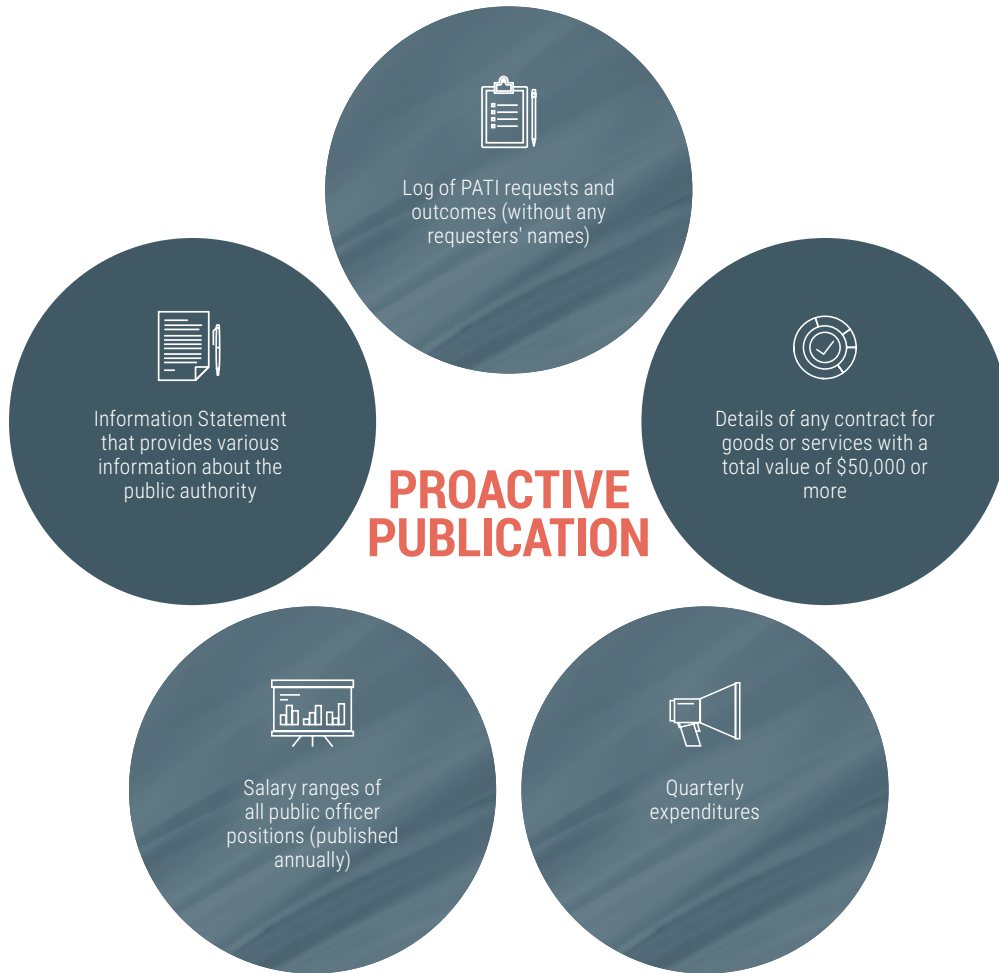 Log of PATI requests and
outcomes (without any
requesters' names)
Information Statement
that provides various
information about the
public authority
Details of any contract for
goods or services with a
total value of $50,000 or
more
PROACTIVE
PUBLICATION
Salary ranges of
all public officer
positions (published
annually)
Quarterly
expenditures